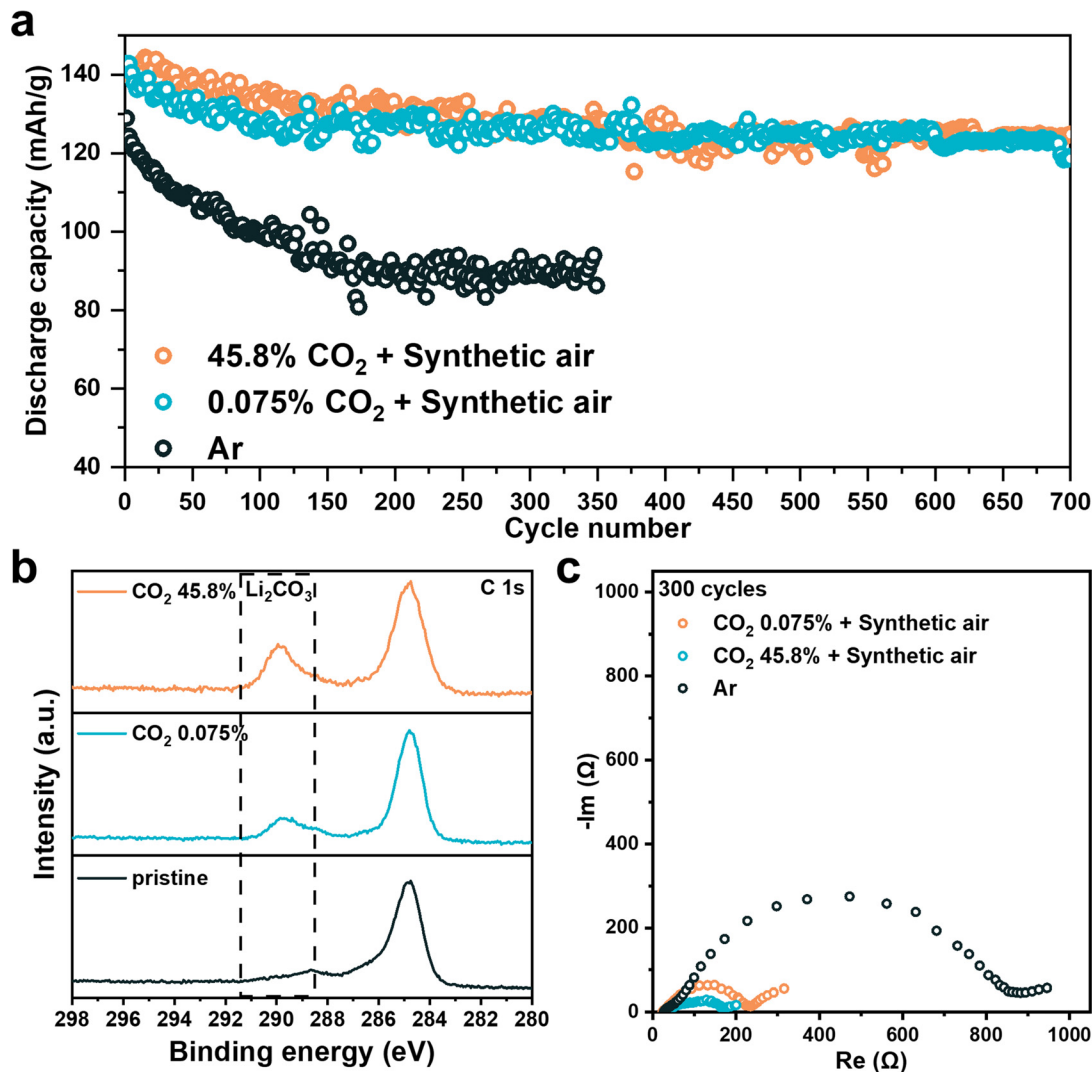 a
Discharge capacity (mAh/g)
140
120
100
80
60
40
45.8% CO₂ + Synthetic air
0.075% CO₂ + Synthetic air
Ar
0 50 100 150 200 250 300 350 400 450 500 550 600 650 700
Cycle number
b
Intensity (a.u.)
CO₂ 45.8%
Li₂CO₃
C 1s
CO₂ 0.075%
pristine
298 296 294 292 290 288 286 284 282 280
Binding energy (eV)
c
-Im (Ω)
1000
800
600
400
200
0
300 cycles
CO₂ 0.075% + Synthetic air
CO₂ 45.8% + Synthetic air
Ar
0 200 400 600 800 1000
Re (Ω)